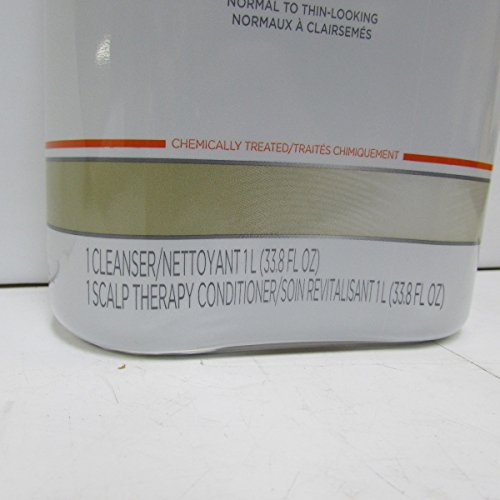 NORMAL TO THIN-LOOKING
NORMAUX À CLAIRSEMÉS
CHEMICALLY TREATED/TRAITÉS CHIMIQUEMENT
1 CLEANSER/NETTOYANT 1 L (33.8 FL OZ)
1 SCALP THERAPY CONDITIONER/SOIN REVITALISANT 1 L (33.8 FL OZ)